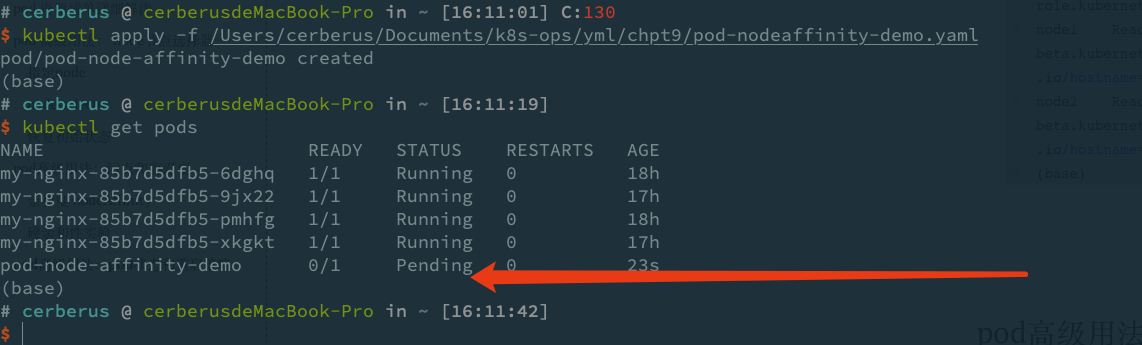 # cerberus @ cerberusdeMacBook-Pro in ~ [16:11:01] C:130
$ kubectl apply -f /Users/cerberus/Documents/k8s-ops/yml/chpt9/pod-nodeaffinity-demo.yaml
pod/pod-node-affinity-demo created
(base)
# cerberus @ cerberusdeMacBook-Pro in ~ [16:11:19]
$ kubectl get pods
NAME READY STATUS RESTARTS AGE
my-nginx-85b7d5dfb5-6dghq 1/1 Running 0 18h
my-nginx-85b7d5dfb5-9jx22 1/1 Running 0 17h
my-nginx-85b7d5dfb5-pmhfg 1/1 Running 0 18h
my-nginx-85b7d5dfb5-xkgkt 1/1 Running 0 17h
pod-node-affinity-demo 0/1 Pending 0 23s
(base)
# cerberus @ cerberusdeMacBook-Pro in ~ [16:11:42]
$
role.kubernet
node1 Rea
beta.kubernet
.io/hostname
node2 Rea
beta.kubernet
.io/hostname
(base)
pod高级用法